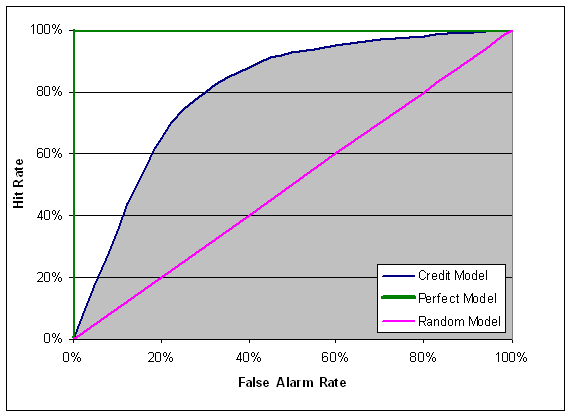 100%
80%
60%
40%
20%
0%
Hit Rate
Credit Model
Perfect Model
Random Model
0% 20% 40% 60% 80% 100%
False Alarm Rate